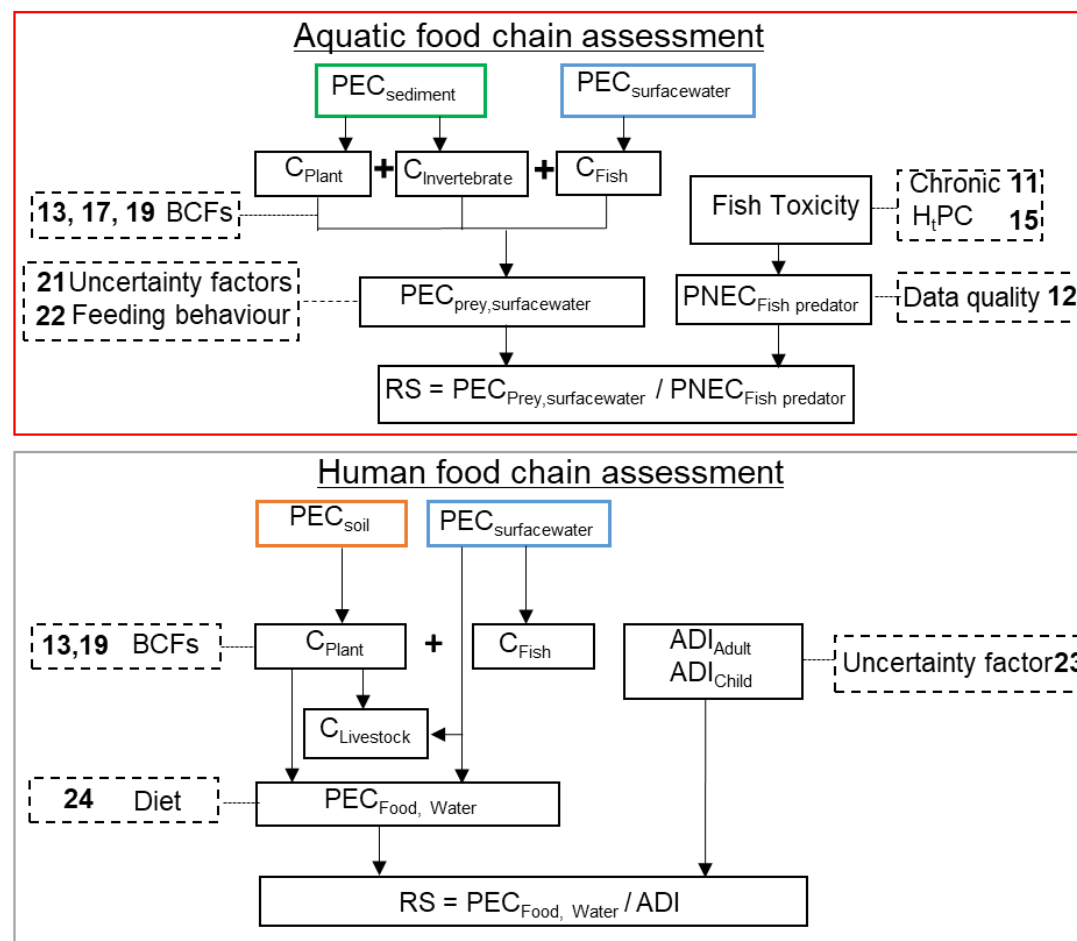 Aquatic food chain assessment
PECsediment
PECsurfacewater
CPlant + CInvertebrate + CFish
13, 17, 19 BCFs
Fish Toxicity
Chronic 11
HtPC 15
21 Uncertainty factors
22 Feeding behaviour
PECprey,surfacewater
PNECFish predator
Data quality 12
RS = PECPrey,surfacewater / PNECFish predator
Human food chain assessment
PECsoil
PECsurfacewater
13,19 BCFs
CPlant + CFish
ADIAdult
ADIChild
Uncertainty factor23
CLivestock
24 Diet
PECFood, Water
RS = PECFood, Water / ADI